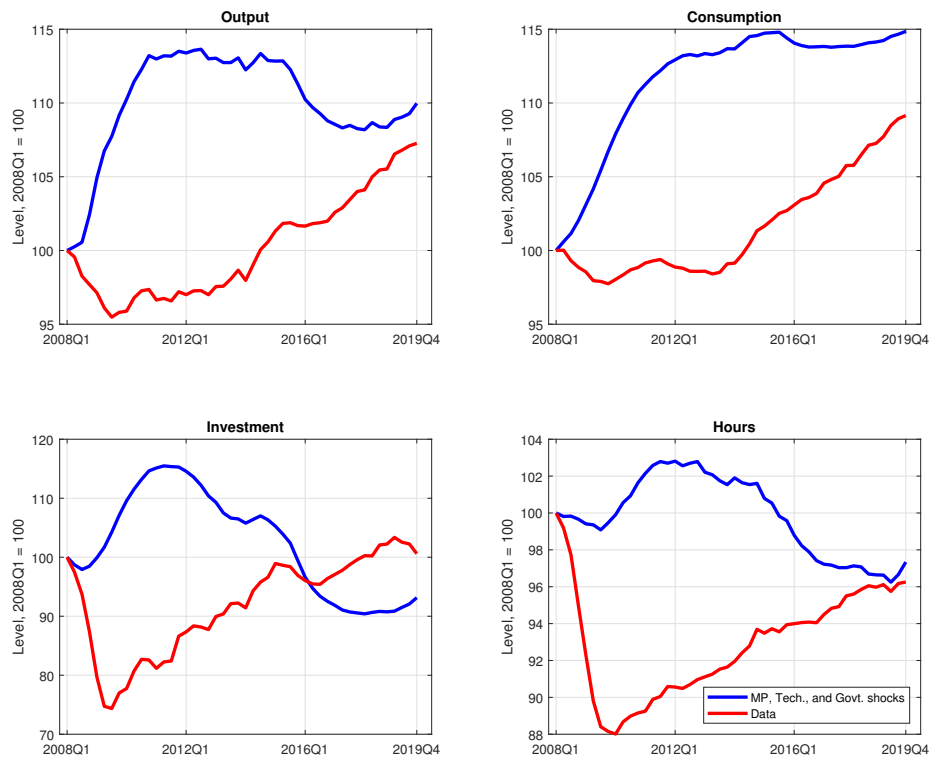 Output
Level, 2008Q1 = 100
115
110
105
100
95
2008Q1 2012Q1 2016Q1 2019Q4
Consumption
Level, 2008Q1 = 100
115
110
105
100
95
2008Q1 2012Q1 2016Q1 2019Q4
Investment
Level, 2008Q1 = 100
120
110
100
90
80
70
2008Q1 2012Q1 2016Q1 2019Q4
Hours
Level, 2008Q1 = 100
104
102
100
98
96
94
92
90
88
2008Q1 2012Q1 2016Q1 2019Q4
MP, Tech., and Govt. shocks
Data